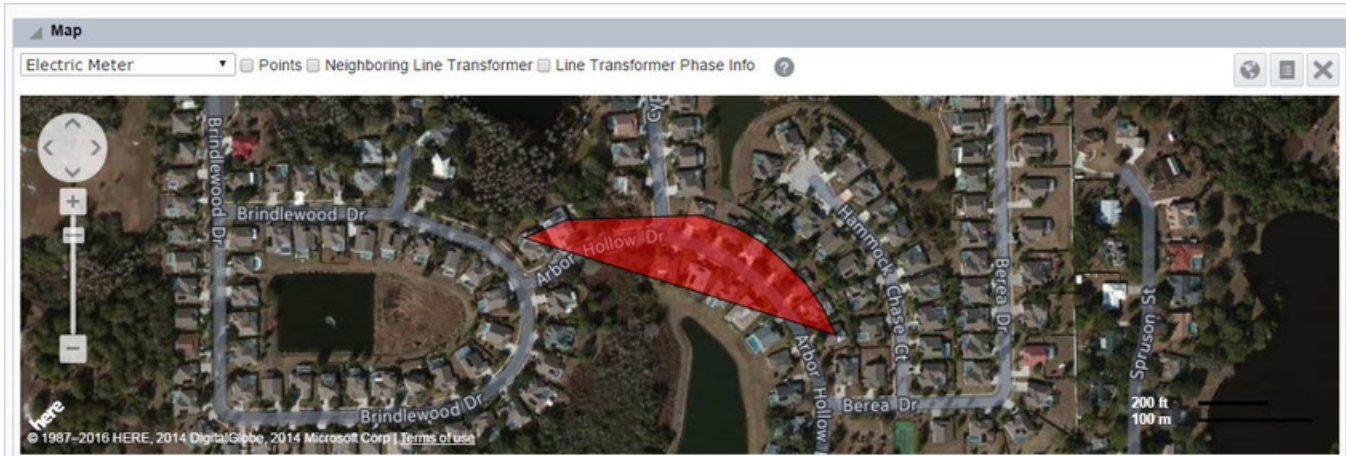 Map
Electric Meter
Points
Neighboring Line Transformer
Line Transformer Phase Info
?
Brindlewood Dr
Brindlewood Dr
Cyp
Arbor Hollow Dr
Hammock Chase Ct
Berea Dr
Spruson St
Arbor Hollow
Berea Dr
Brindlewood Dr
200 ft
100 m
here
© 1987–2016 HERE, 2014 DigitalGlobe, 2014 Microsoft Corp | Terms of use